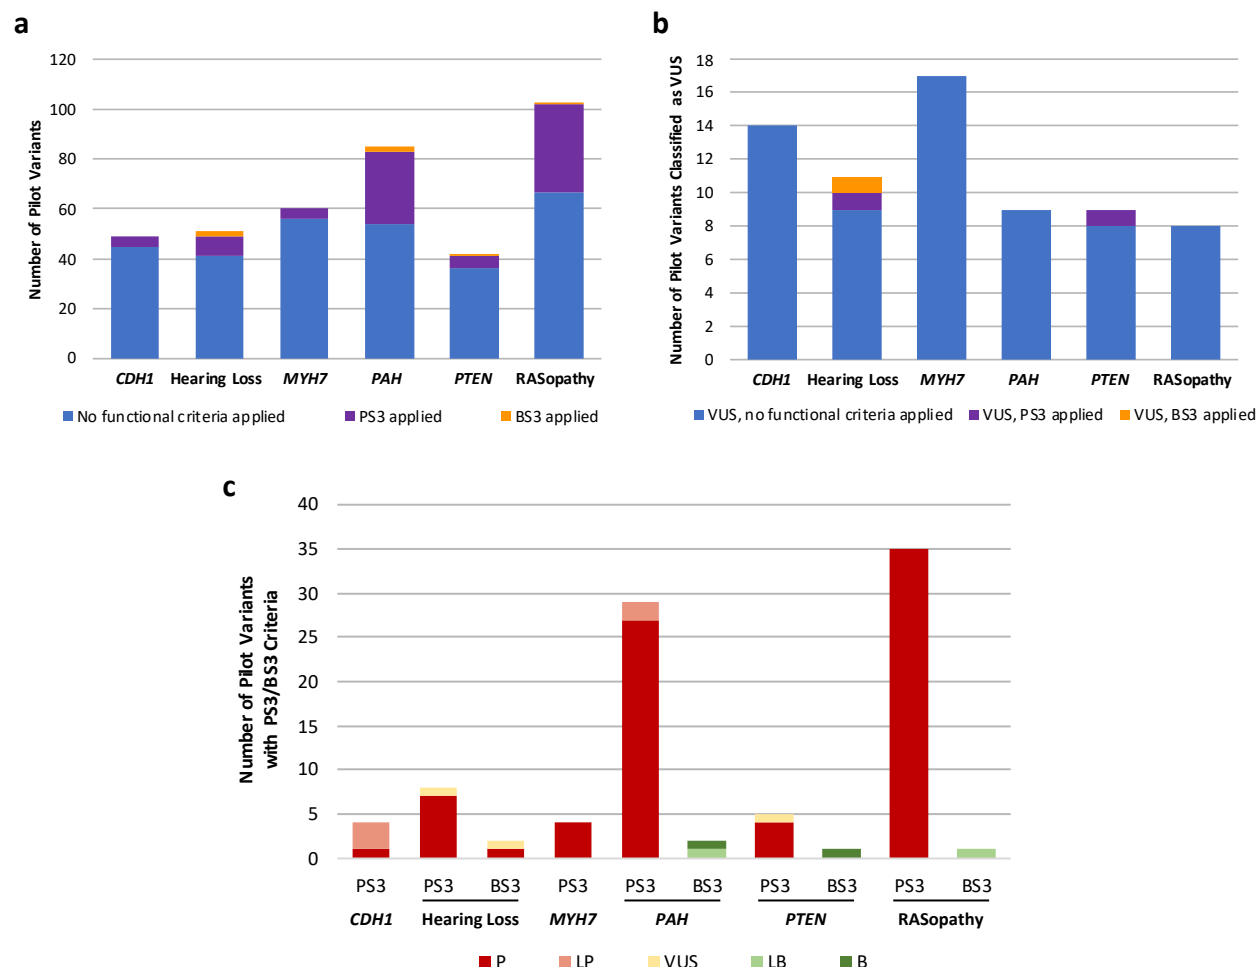 a
120
100
80
60
40
20
0
Number of Pilot Variants
CDH1 Hearing Loss MYH7 PAH PTEN RASopathy
No functional criteria applied PS3 applied BS3 applied
b
18
16
14
12
10
8
6
4
2
0
Number of Pilot Variants Classified as VUS
CDH1 Hearing Loss MYH7 PAH PTEN RASopathy
VUS, no functional criteria applied VUS, PS3 applied VUS, BS3 applied
c
40
35
30
25
20
15
10
5
0
Number of Pilot Variants
with PS3/BS3 Criteria
PS3 PS3 BS3 PS3 PS3 BS3 PS3 BS3 PS3 BS3
CDH1 Hearing Loss MYH7 PAH PTEN RASopathy
P LP VUS LB B